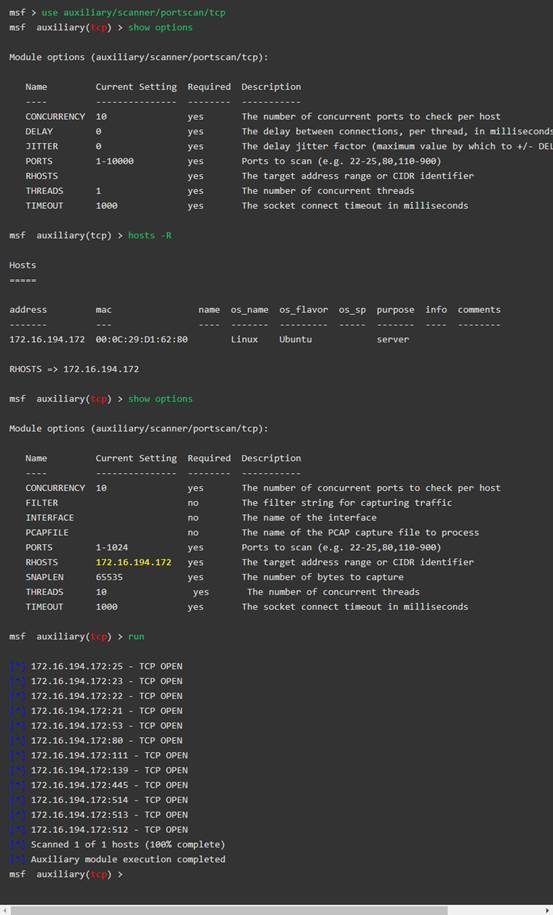 msf > use auxiliary/scanner/portscan/tcp
msf  auxiliary(tcp) > show options
Module options (auxiliary/scanner/portscan/tcp):
Name         Current Setting  Required  Description
----         ---------------  --------  -----------
CONCURRENCY  10               yes       The number of concurrent ports to check per host
DELAY        0                yes       The delay between connections, per thread, in milliseconds
JITTER       0                yes       The delay jitter factor (maximum value by which to +/- DEL
PORTS        1-10000          yes       Ports to scan (e.g. 22-25,80,110-900)
RHOSTS                        yes       The target address range or CIDR identifier
THREADS      1                yes       The number of concurrent threads
TIMEOUT      1000             yes       The socket connect timeout in milliseconds
msf  auxiliary(tcp) > hosts -R
Hosts
=====
address         mac                name  os_name  os_flavor  os_sp  purpose  info  comments
-------         ---                ----  -------  ---------  -----  -------  ----  --------
172.16.194.172  00:0C:29:D1:62:80        Linux    Ubuntu            server
RHOSTS => 172.16.194.172
msf  auxiliary(tcp) > show options
Module options (auxiliary/scanner/portscan/tcp):
Name         Current Setting  Required  Description
----         ---------------  --------  -----------
CONCURRENCY  10               yes       The number of concurrent ports to check per host
FILTER                        no        The filter string for capturing traffic
INTERFACE                     no        The name of the interface
PCAPFILE                      no        The name of the PCAP capture file to process
PORTS        1-1024           yes       Ports to scan (e.g. 22-25,80,110-900)
RHOSTS       172.16.194.172   yes       The target address range or CIDR identifier
SNAPLEN      65535            yes       The number of bytes to capture
THREADS      10                yes       The number of concurrent threads
TIMEOUT      1000             yes       The socket connect timeout in milliseconds
msf  auxiliary(tcp) > run
[*] 172.16.194.172:25 - TCP OPEN
[*] 172.16.194.172:23 - TCP OPEN
[*] 172.16.194.172:22 - TCP OPEN
[*] 172.16.194.172:21 - TCP OPEN
[*] 172.16.194.172:53 - TCP OPEN
[*] 172.16.194.172:80 - TCP OPEN
[*] 172.16.194.172:111 - TCP OPEN
[*] 172.16.194.172:139 - TCP OPEN
[*] 172.16.194.172:445 - TCP OPEN
[*] 172.16.194.172:514 - TCP OPEN
[*] 172.16.194.172:513 - TCP OPEN
[*] 172.16.194.172:512 - TCP OPEN
[*] Scanned 1 of 1 hosts (100% complete)
[*] Auxiliary module execution completed
msf  auxiliary(tcp) >